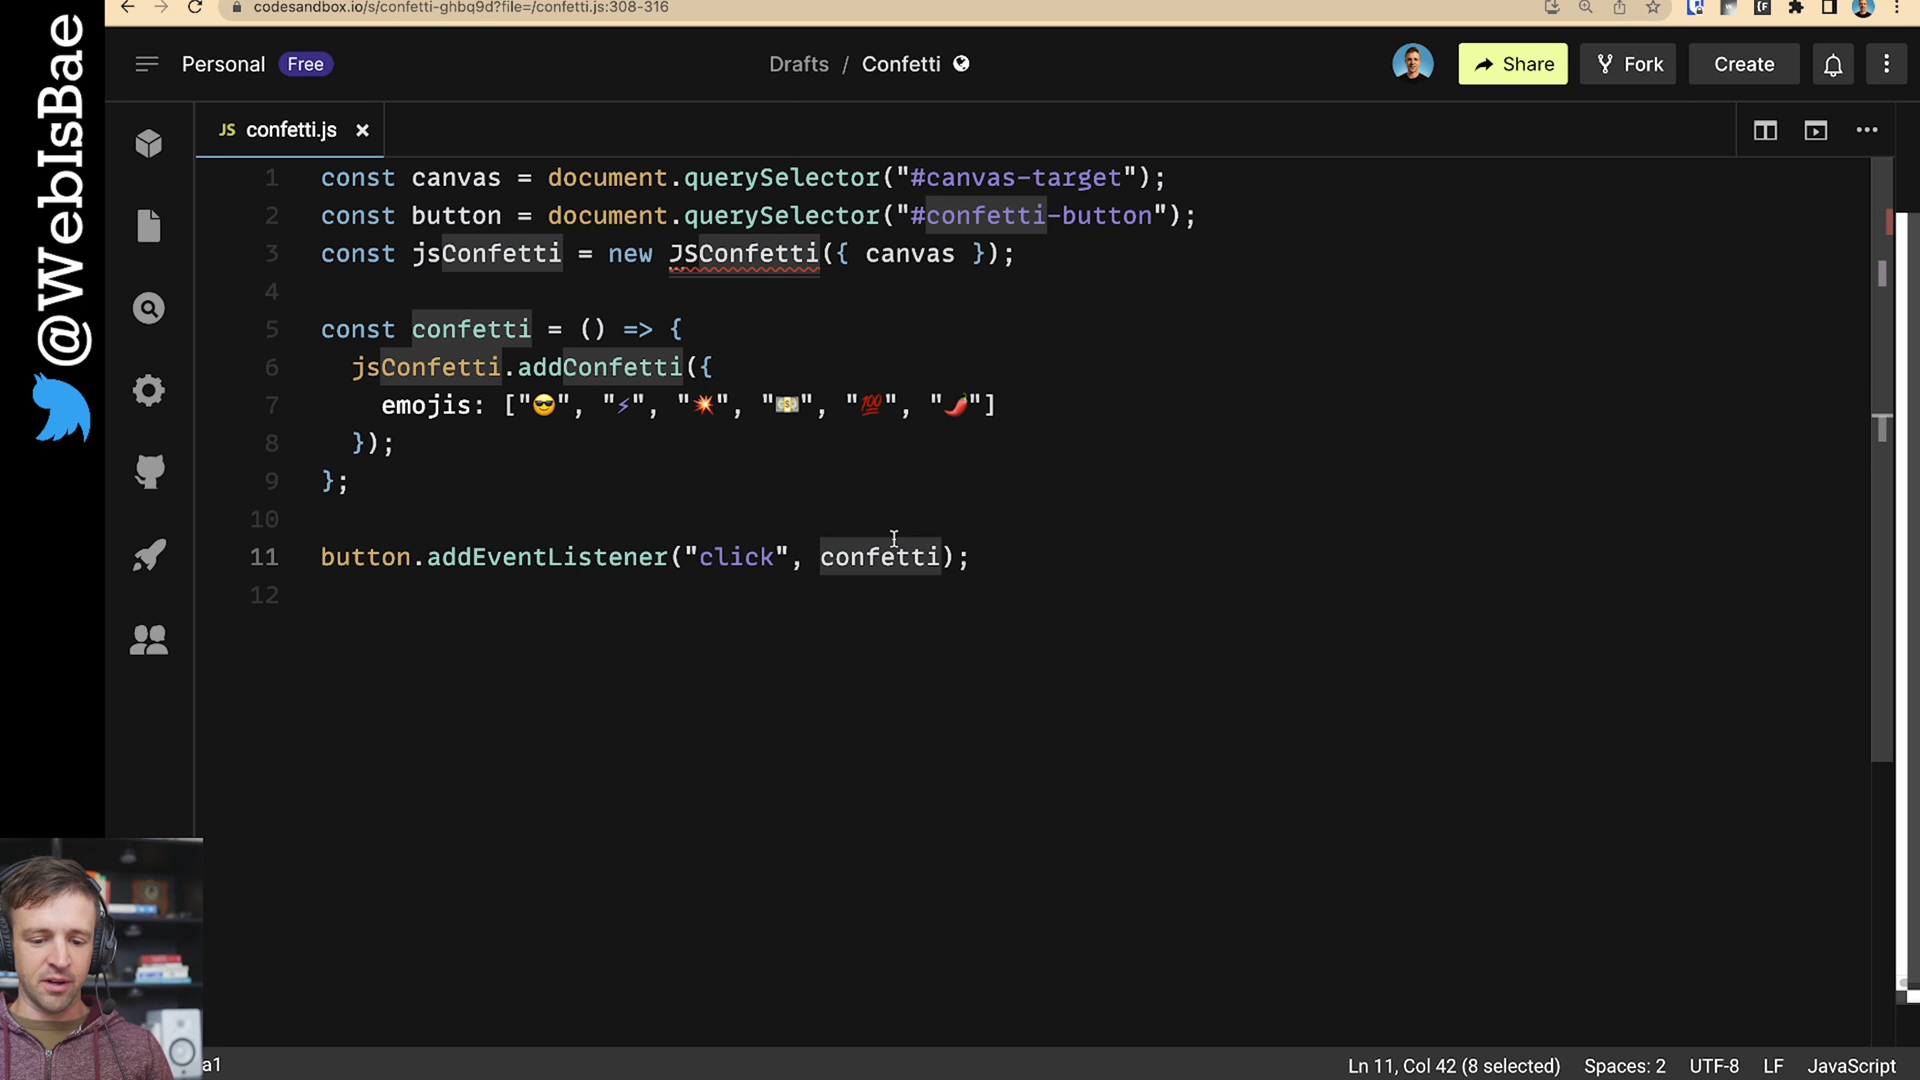 codesandbox.io/s/confetti-ghbq9d?file=/confetti.js:308-316
@WebIsBae
Personal Free
Drafts / Confetti
Share
Fork
Create
JS confetti.js
1 const canvas = document.querySelector("#canvas-target");
2 const button = document.querySelector("#confetti-button");
3 const jsConfetti = new JSConfetti({ canvas });
4
5 const confetti = () => {
6 jsConfetti.addConfetti({
7 emojis: ["😎", "⚡", "💥", "💵", "💯", "🌶️"]
8 });
9 };
10
11 button.addEventListener("click", confetti);
12
a1
Ln 11, Col 42 (8 selected) Spaces: 2 UTF-8 LF JavaScript